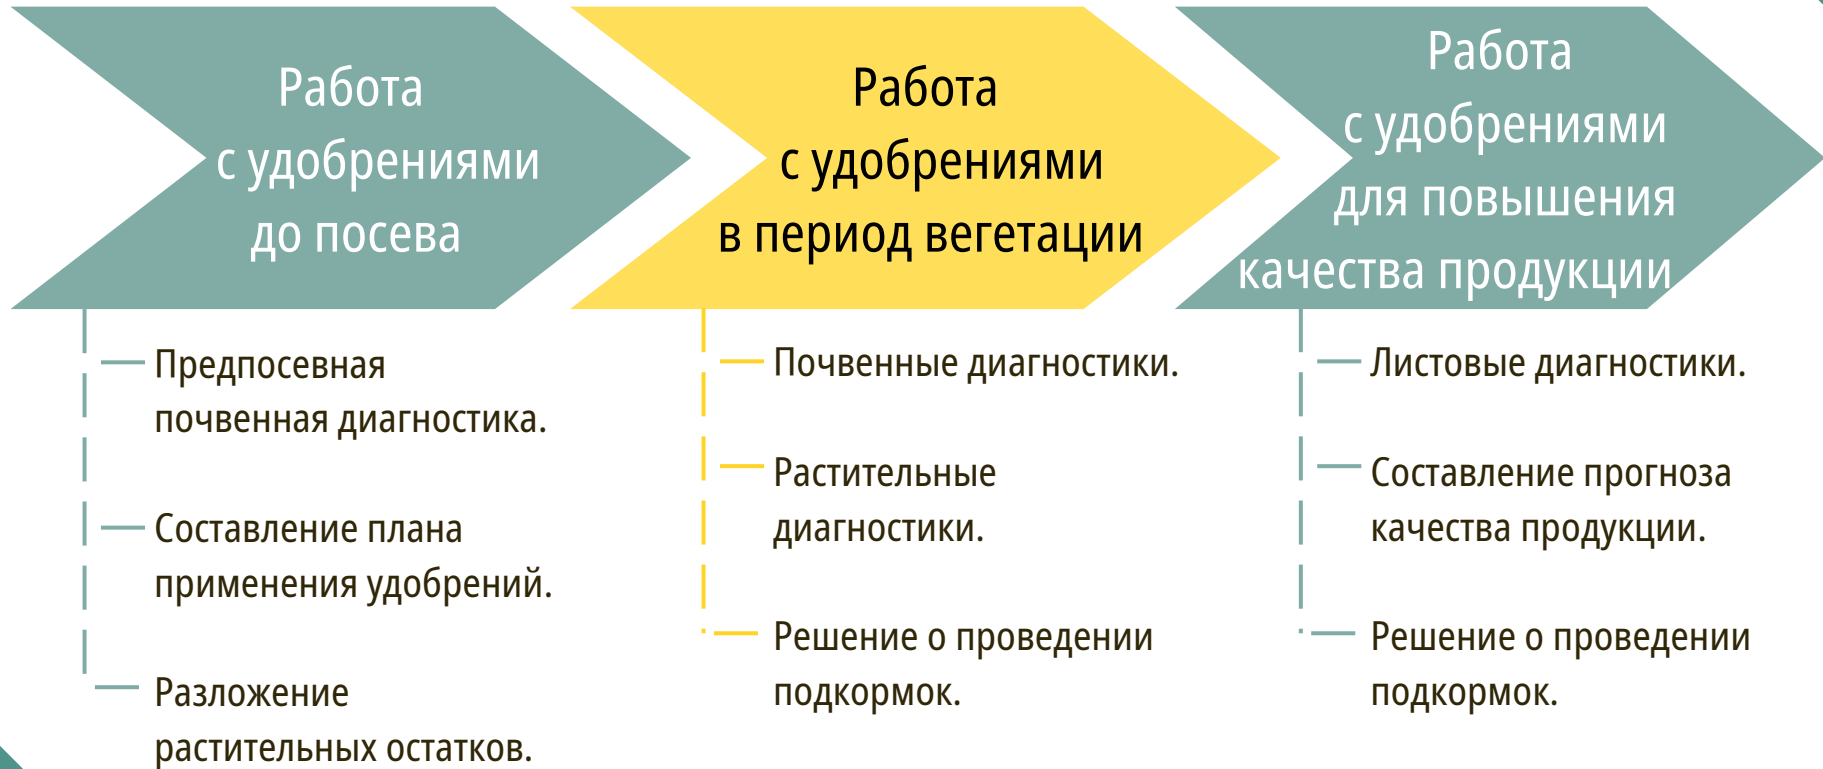 Работа
с удобрениями
до посева
Предпосевная
почвенная диагностика.
Составление плана
применения удобрений.
Разложение
растительных остатков.
Работа
с удобрениями
в период вегетации
Почвенные диагностики.
Растительные
диагностики.
Решение о проведении
подкормок.
Работа
с удобрениями
для повышения
качества продукции
Листовые диагностики.
Составление прогноза
качества продукции.
Решение о проведении
подкормок.